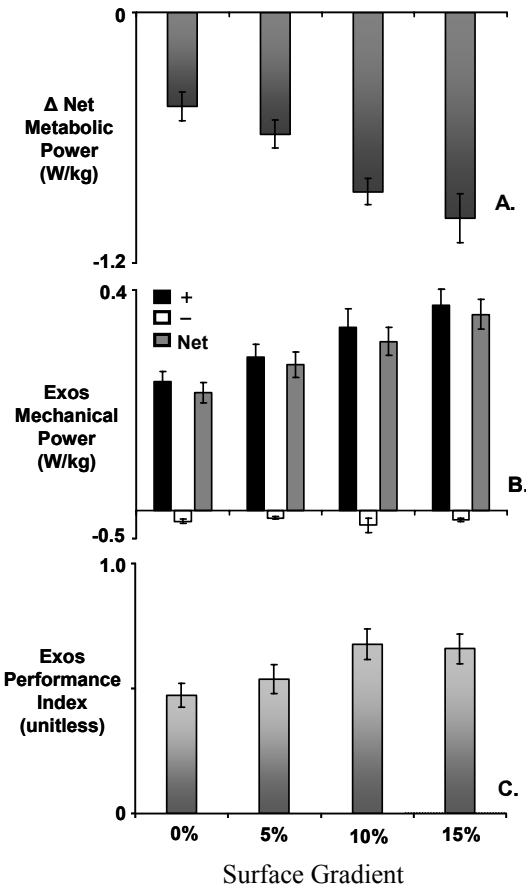 0
Δ Net
Metabolic
Power
(W/kg)
A.
-1.2
0.4
+
–
Net
Exos
Mechanical
Power
(W/kg)
B.
-0.5
1.0
Exos
Performance
Index
(unitless)
C.
0
0% 5% 10% 15%
Surface Gradient